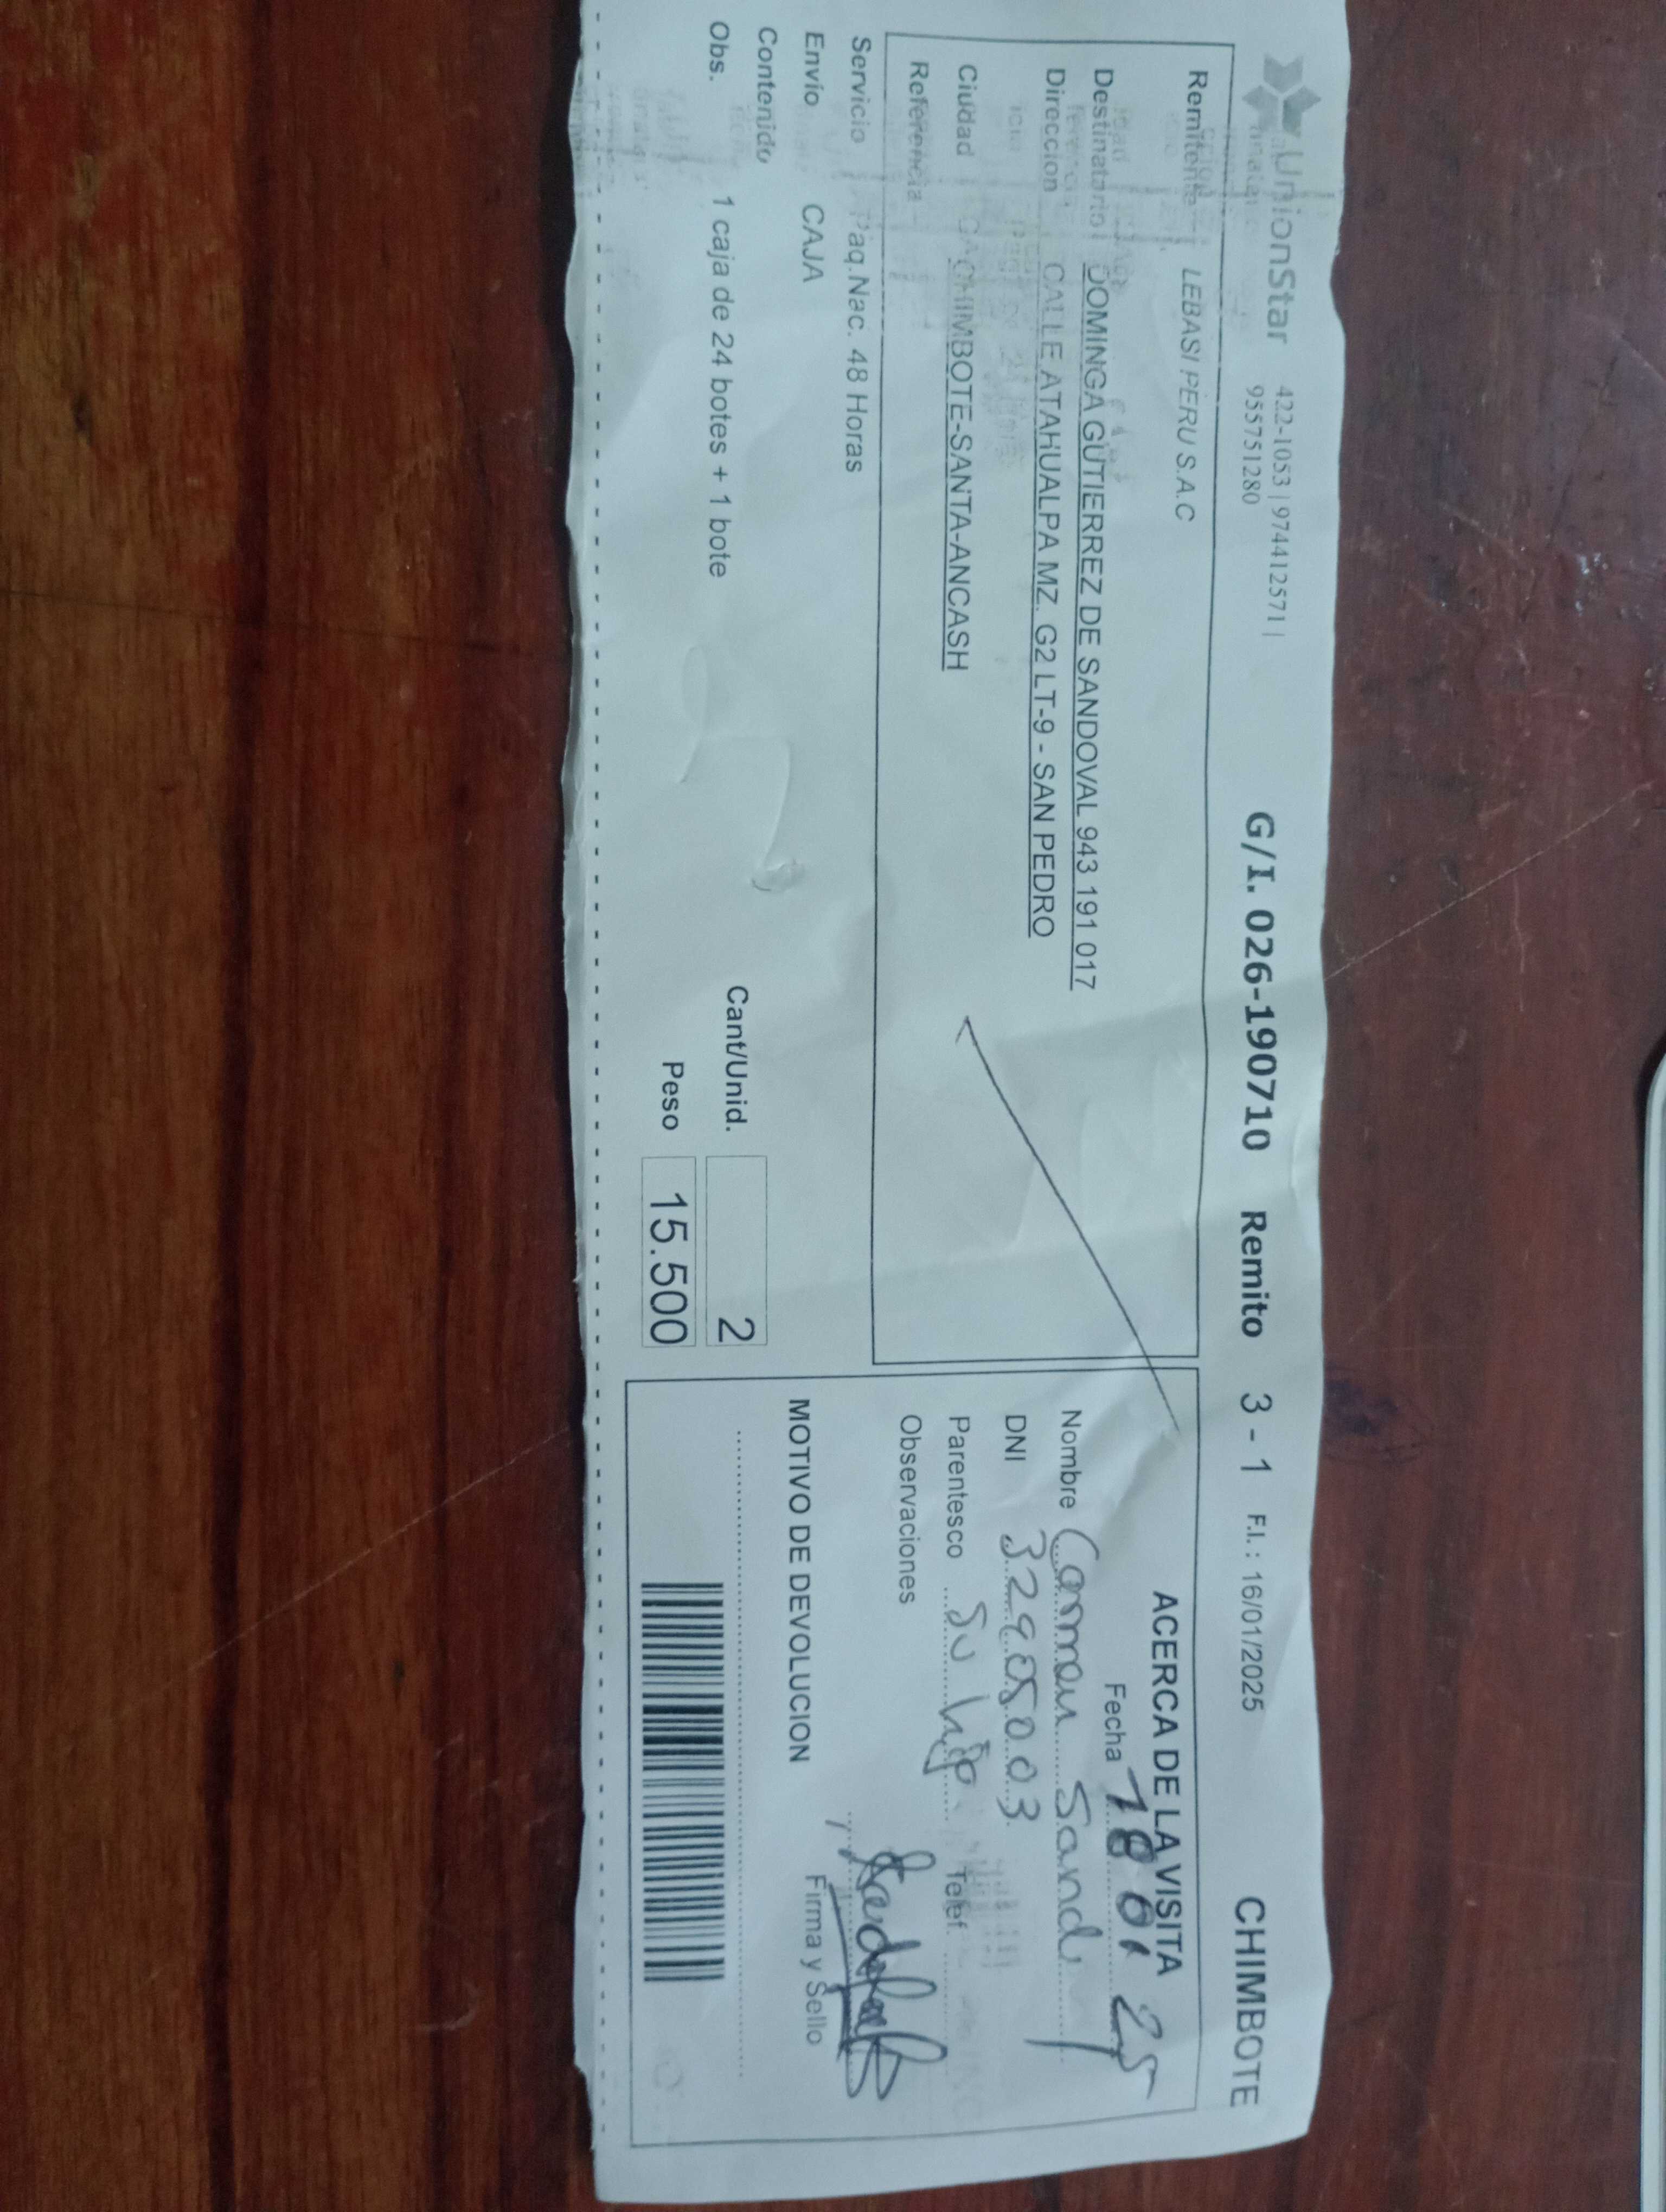 UnionStar 422-1053 | 974412571 |
955751280
G/I. 026-190710 Remito 3 - 1 F.I. : 16/01/2025 CHIMBOTE
Remitente LEBASI PERU S.A.C
Destinatario DOMINGA GUTIERREZ DE SANDOVAL 943 191 017
Direccion CALLE ATAHUALPA MZ. G2 LT-9 - SAN PEDRO
Ciudad CHIMBOTE-SANTA-ANCASH
Referencia
Servicio Paq.Nac. 48 Horas
Envío CAJA
Contenido
Obs. 1 caja de 24 botes + 1 bote
Cant/Unid. 2
Peso 15.500
ACERCA DE LA VISITA
Fecha 18 01 25
Nombre Carmen Sand
DNI 32905003
Parentesco Su hija Telef.
Observaciones
Firma y Sello
MOTIVO DE DEVOLUCION